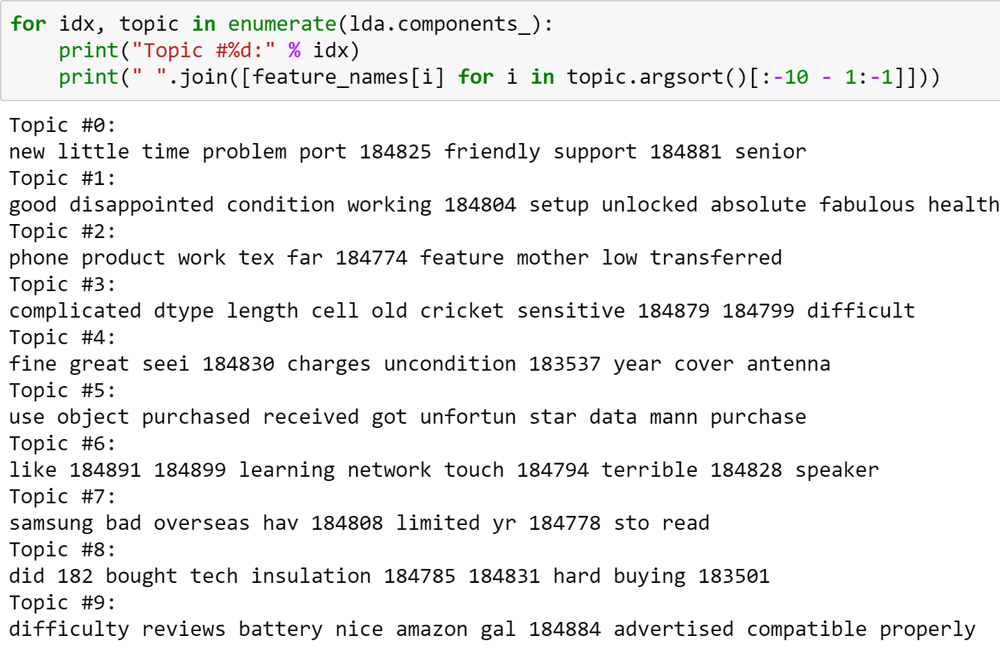 for idx, topic in enumerate(lda.components_):
    print("Topic #%d:" % idx)
    print(" ".join([feature_names[i] for i in topic.argsort()[:-10 - 1:-1]]))
Topic #0:
new little time problem port 184825 friendly support 184881 senior
Topic #1:
good disappointed condition working 184804 setup unlocked absolute fabulous health
Topic #2:
phone product work tex far 184774 feature mother low transferred
Topic #3:
complicated dtype length cell old cricket sensitive 184879 184799 difficult
Topic #4:
fine great seei 184830 charges uncondition 183537 year cover antenna
Topic #5:
use object purchased received got unfortun star data mann purchase
Topic #6:
like 184891 184899 learning network touch 184794 terrible 184828 speaker
Topic #7:
samsung bad overseas hav 184808 limited yr 184778 sto read
Topic #8:
did 182 bought tech insulation 184785 184831 hard buying 183501
Topic #9:
difficulty reviews battery nice amazon gal 184884 advertised compatible properly